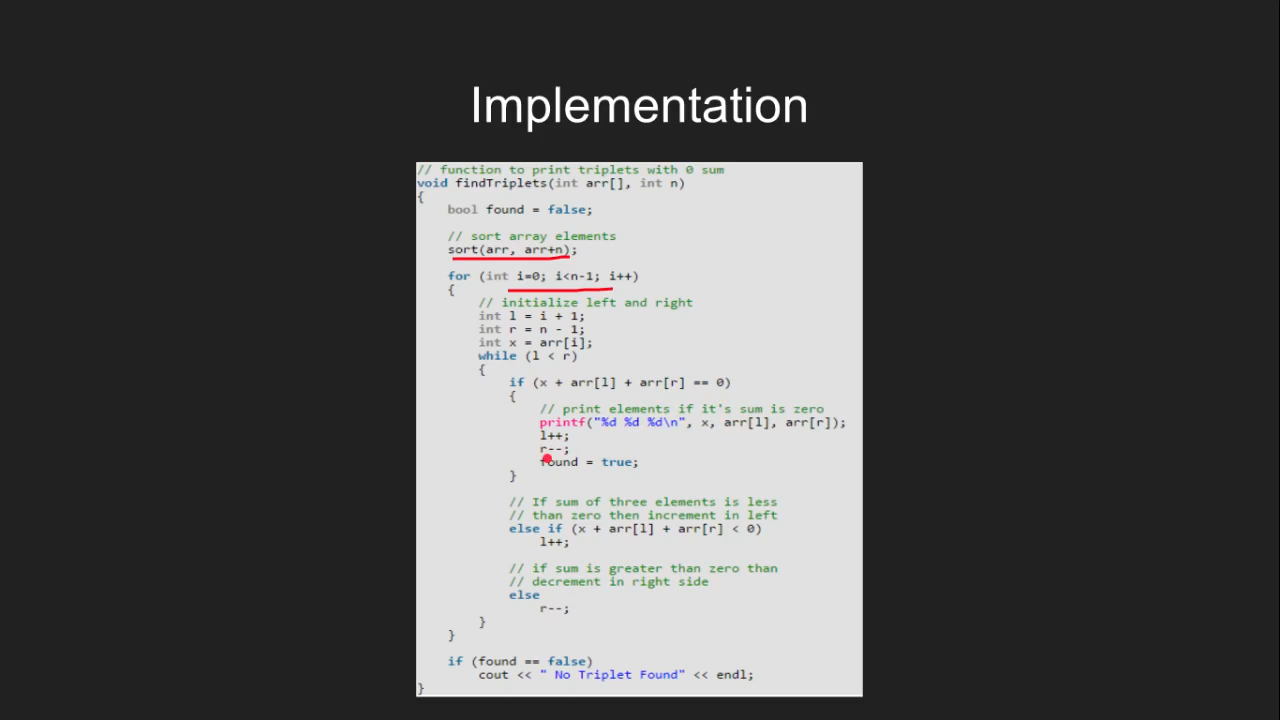 Implementation
// function to print triplets with 0 sum
void findTriplets(int arr[], int n)
{
    bool found = false;
    // sort array elements
    sort(arr, arr+n);
    for (int i=0; i<n-1; i++)
    {
        // initialize left and right
        int l = i + 1;
        int r = n - 1;
        int x = arr[i];
        while (l < r)
        {
            if (x + arr[l] + arr[r] == 0)
            {
                // print elements if it's sum is zero
                printf("%d %d %d\n", x, arr[l], arr[r]);
                l++;
                r--;
                found = true;
            }
            // If sum of three elements is less
            // than zero then increment in left
            else if (x + arr[l] + arr[r] < 0)
                l++;
            // if sum is greater than zero than
            // decrement in right side
            else
                r--;
        }
    }
    if (found == false)
        cout << " No Triplet Found" << endl;
}